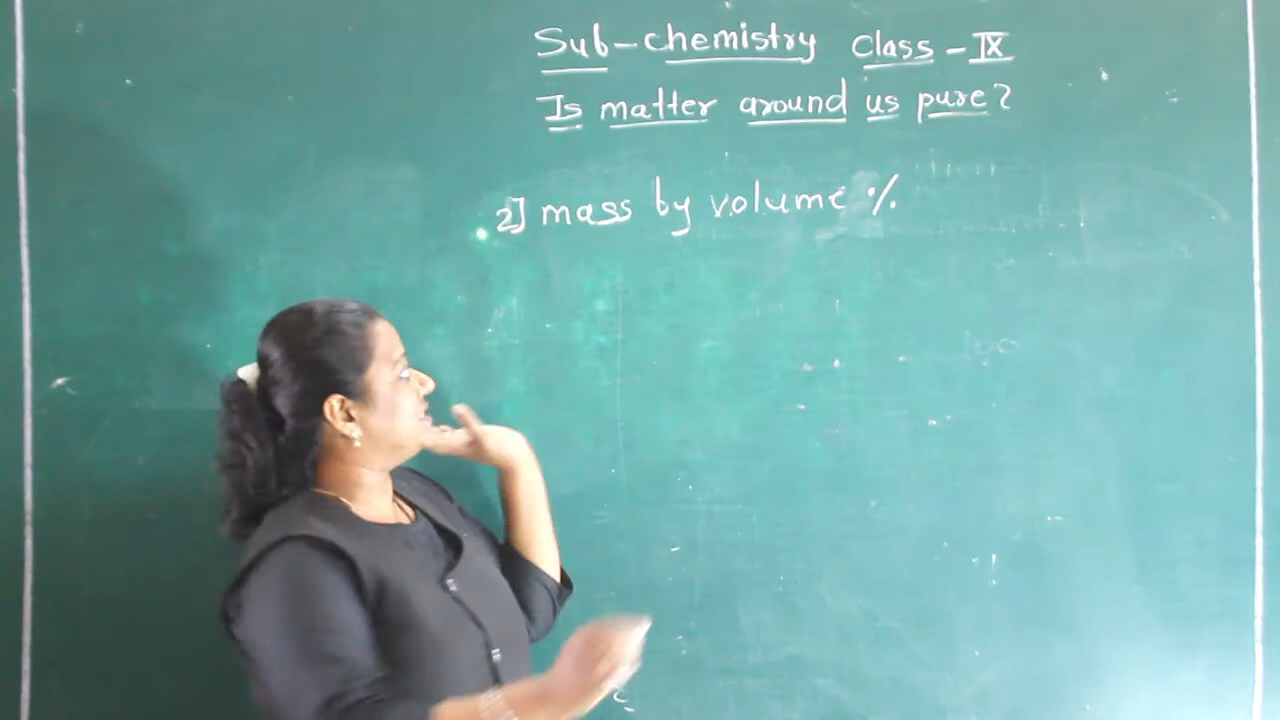 Sub-chemistry Class-IX
Is matter around us pure?
2] mass by volume %